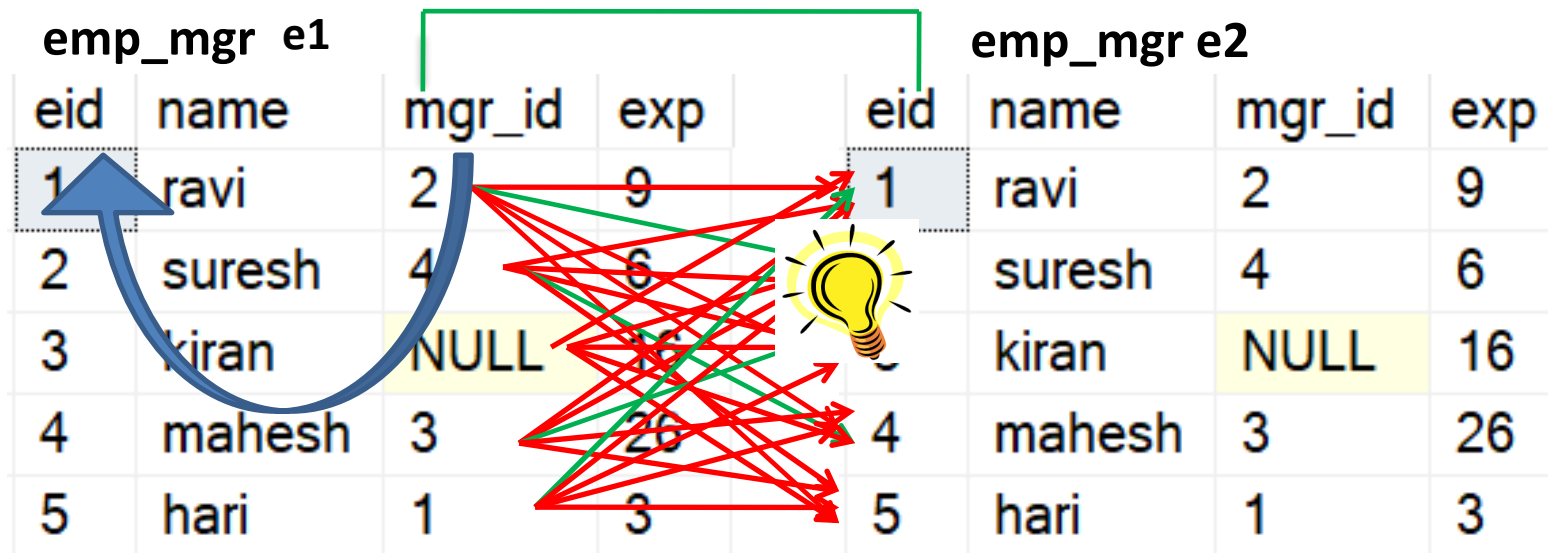 emp_mgr e1 emp_mgr e2
eid name mgr_id exp eid name mgr_id exp
1 ravi 2 9 1 ravi 2 9
2 suresh 4 6 suresh 4 6
3 kiran NULL 16 kiran NULL 16
4 mahesh 3 26 4 mahesh 3 26
5 hari 1 3 5 hari 1 3